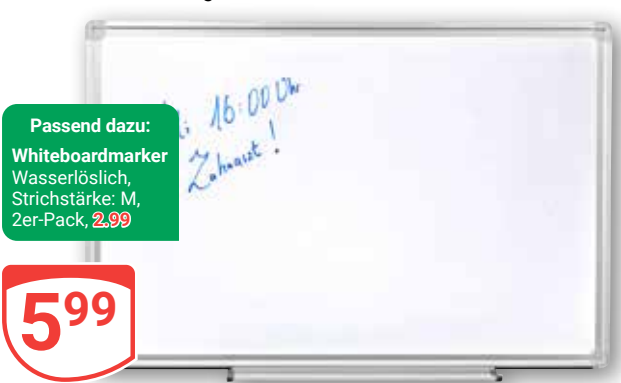 16:00 Uhr
Zahnarzt!
Passend dazu:
Whiteboardmarker
Wasserlöslich,
Strichstärke: M,
2er-Pack, 2.99
5 99